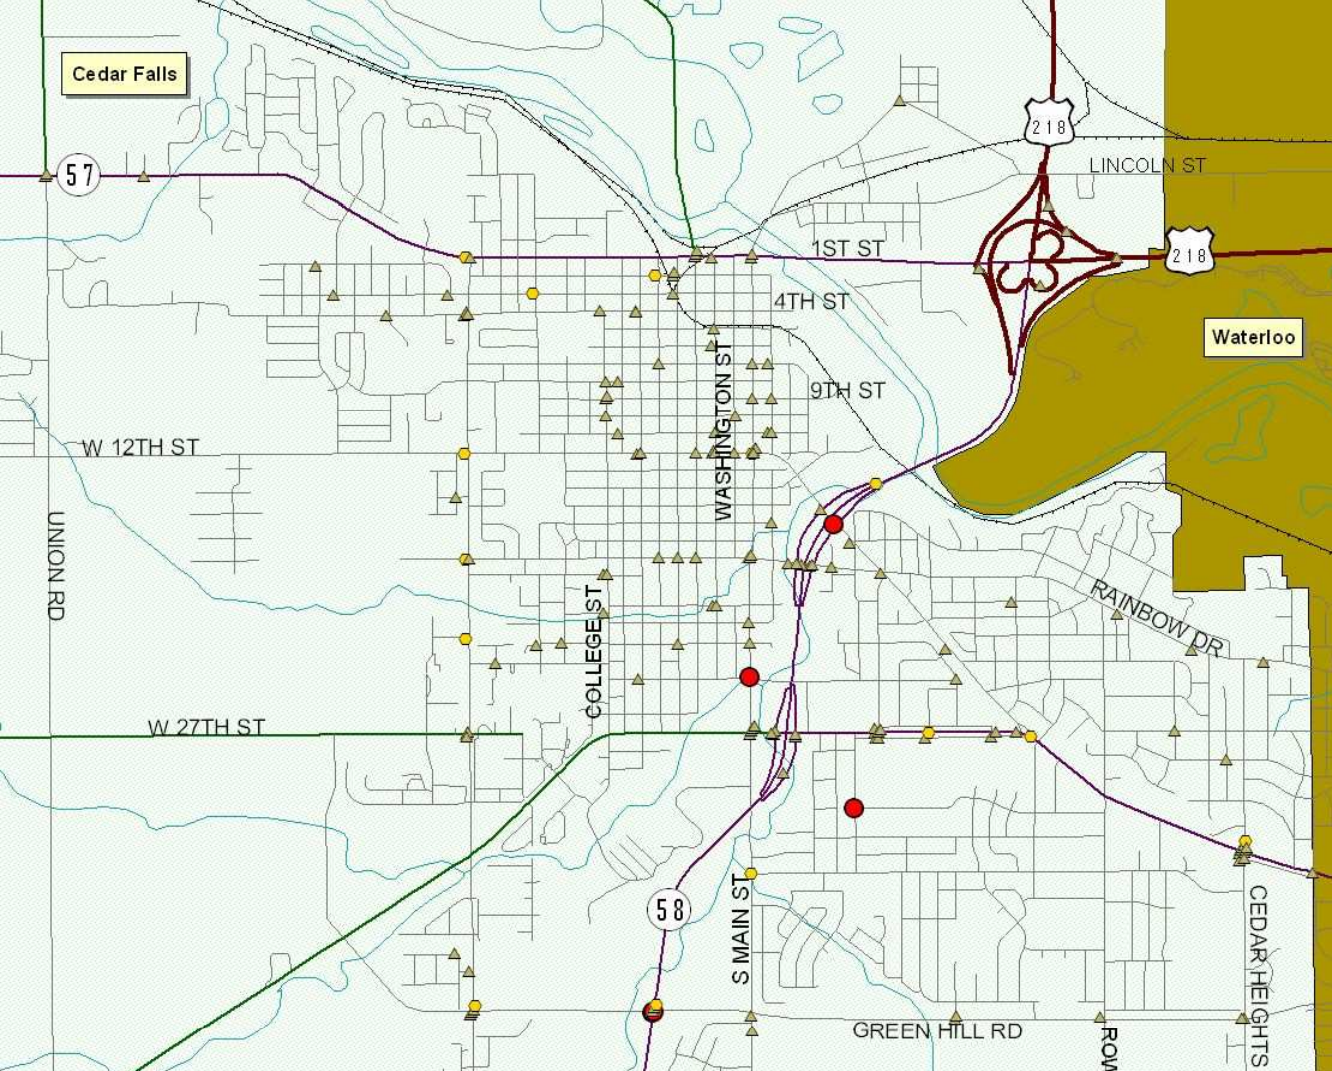 Cedar Falls
57
218
LINCOLN ST
1ST ST
218
4TH ST
Waterloo
WASHINGTON ST
9TH ST
W 12TH ST
UNION RD
COLLEGE ST
RAINBOW DR
W 27TH ST
58
S MAIN ST
CEDAR HEIGHTS
GREEN HILL RD
ROW